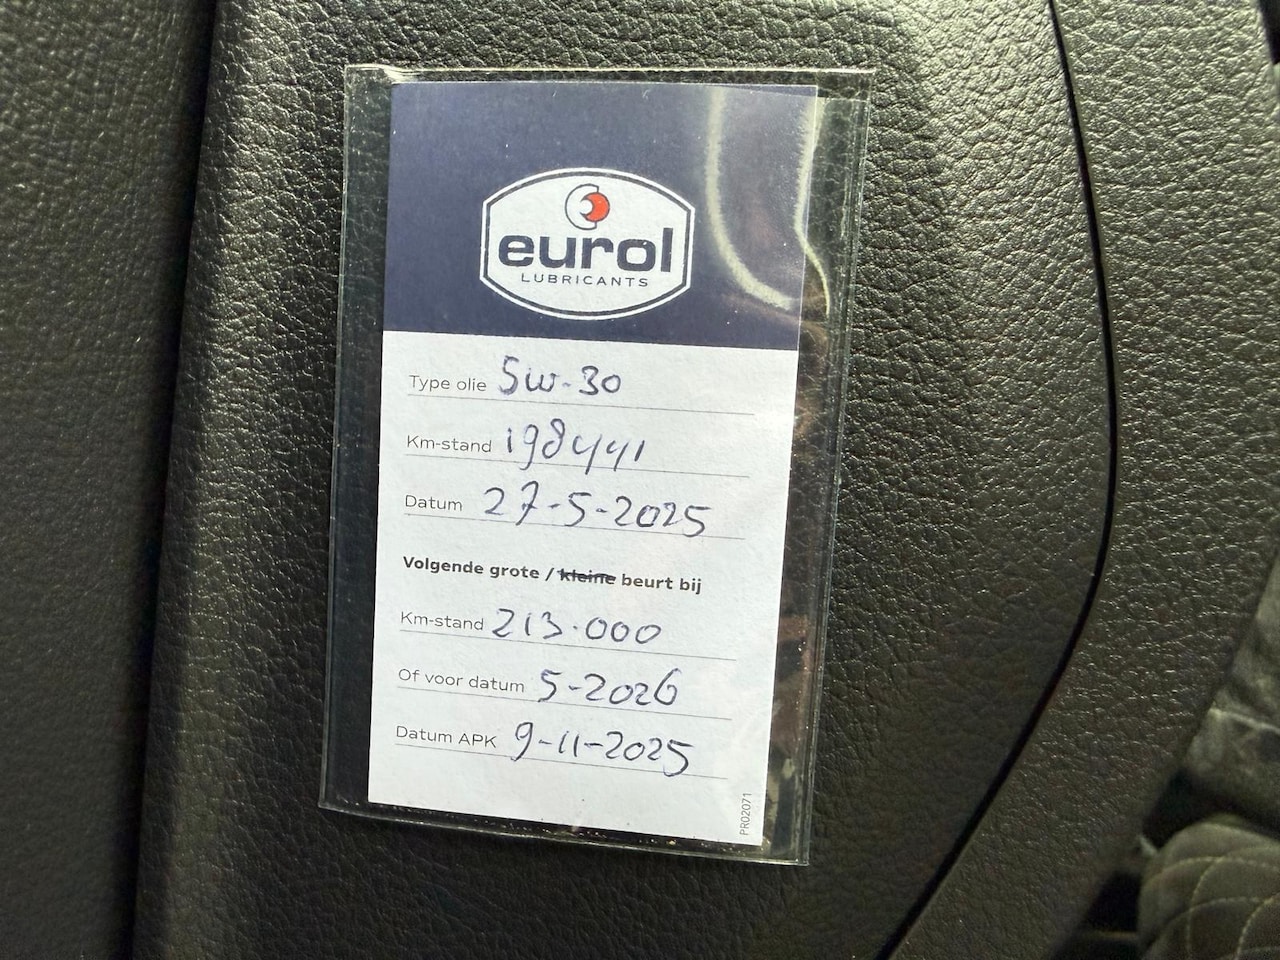 eurol
LUBRICANTS
Type olie 5w-30
Km-stand 198441
Datum 27-5-2025
Volgende grote / kleine beurt bij
Km-stand 213.000
Of voor datum 5-2026
Datum APK 9-11-2025
PR02071